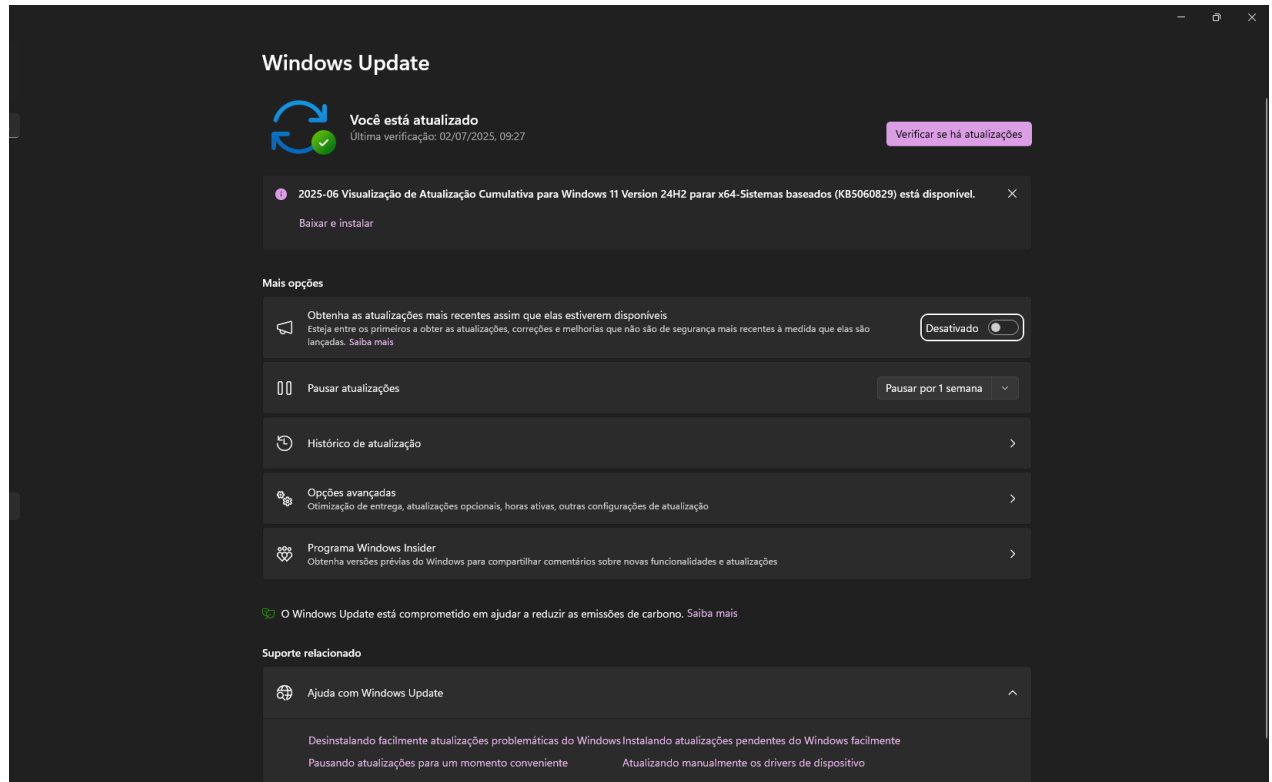 Windows Update
Você está atualizado
Última verificação: 02/07/2025, 09:27
Verificar se há atualizações
2025-06 Visualização de Atualização Cumulativa para Windows 11 Version 24H2 parar x64-Sistemas baseados (KB5060829) está disponível.
Baixar e instalar
Mais opções
Obtenha as atualizações mais recentes assim que elas estiverem disponíveis
Esteja entre os primeiros a obter as atualizações, correções e melhorias que não são de segurança mais recentes à medida que elas são
lançadas. Saiba mais
Desativado
Pausar atualizações
Pausar por 1 semana
Histórico de atualização
Opções avançadas
Otimização de entrega, atualizações opcionais, horas ativas, outras configurações de atualização
Programa Windows Insider
Obtenha versões prévias do Windows para compartilhar comentários sobre novas funcionalidades e atualizações
O Windows Update está comprometido em ajudar a reduzir as emissões de carbono. Saiba mais
Suporte relacionado
Ajuda com Windows Update
Desinstalando facilmente atualizações problemáticas do Windows Instalando atualizações pendentes do Windows facilmente
Pausando atualizações para um momento conveniente Atualizando manualmente os drivers de dispositivo